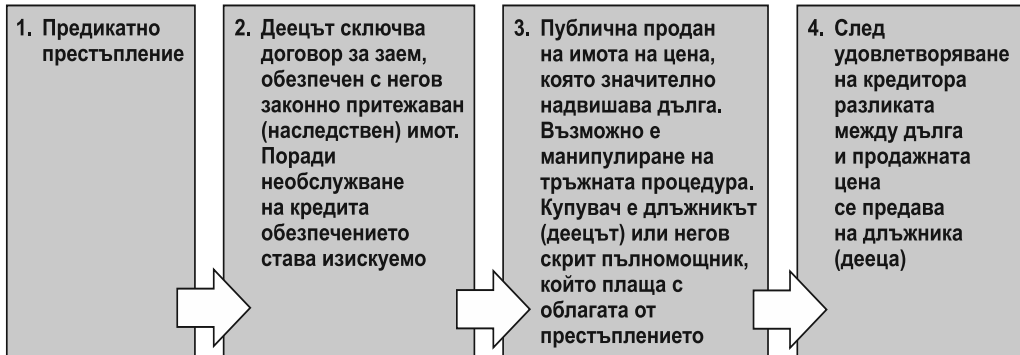 1. Предикатно
престъпление
2. Деецът сключва
договор за заем,
обезпечен с негов
законно притежаван
(наследствен) имот.
Поради
необслужване
на кредита
обезпечението
става изискуемо
3. Публична продан
на имота на цена,
която значително
надвишава дълга.
Възможно е
манипулиране на
тръжната процедура.
Купувач е длъжникът
(деецът) или негов
скрит пълномощник,
който плаща с
облагата от
престъплението
4. След
удовлетворяване
на кредитора
разликата
между дълга
и продажната
цена
се предава
на длъжника
(дееца)